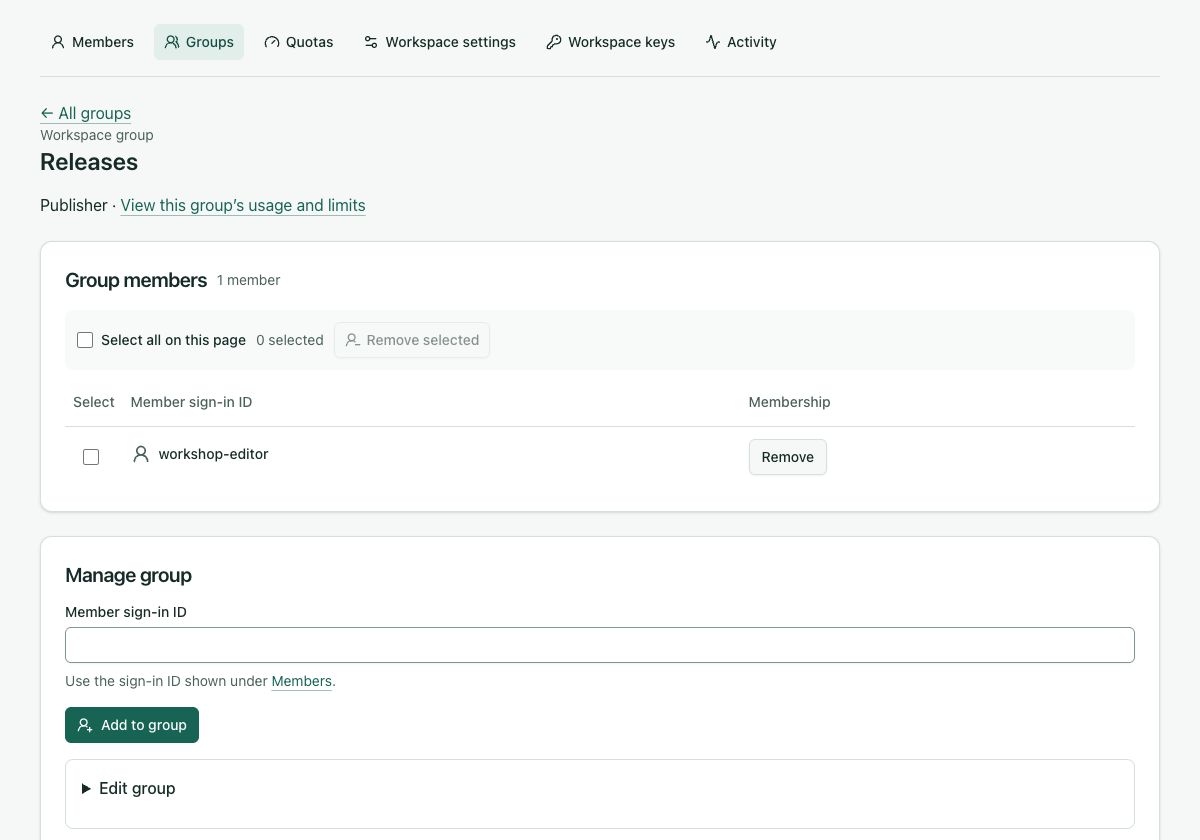 Members Groups Quotas Workspace settings Workspace keys Activity
← All groups
Workspace group
Releases
Publisher · View this group’s usage and limits
Group members 1 member
Select all on this page 0 selected Remove selected
Select Member sign-in ID Membership
workshop-editor Remove
Manage group
Member sign-in ID
Use the sign-in ID shown under Members.
Add to group
Edit group